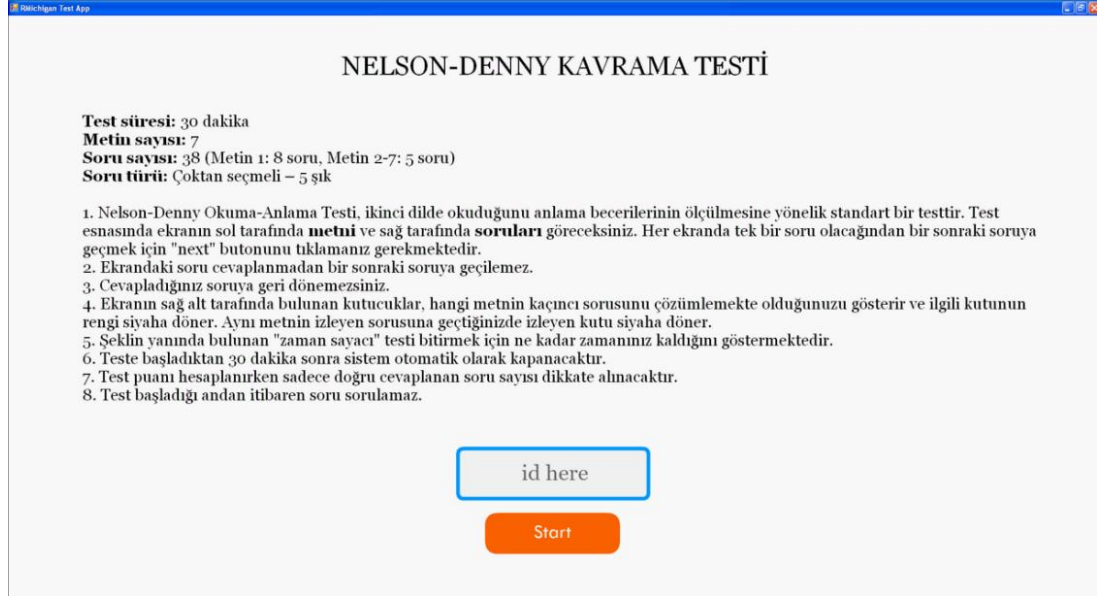 RMichigan Test App
NELSON-DENNY KAVRAMA TESTİ
Test süresi: 30 dakika
Metin sayısı: 7
Soru sayısı: 38 (Metin 1: 8 soru, Metin 2-7: 5 soru)
Soru türü: Çoktan seçmeli – 5 şık
1. Nelson-Denny Okuma-Anlama Testi, ikinci dilde okuduğunu anlama becerilerinin ölçülmesine yönelik standart bir testtir. Test
esnasında ekranın sol tarafında metni ve sağ tarafında soruları göreceksiniz. Her ekranda tek bir soru olacağından bir sonraki soruya
geçmek için "next" butonunu tıklamanız gerekmektedir.
2. Ekrandaki soru cevaplanmadan bir sonraki soruya geçilemez.
3. Cevapladığınız soruya geri dönemezsiniz.
4. Ekranın sağ alt tarafında bulunan kutucuklar, hangi metnin kaçıncı sorusunu çözümlemekte olduğunuzu gösterir ve ilgili kutunun
rengi siyaha döner. Aynı metnin izleyen sorusuna geçtiğinizde izleyen kutu siyaha döner.
5. Şeklin yanında bulunan "zaman sayacı" testi bitirmek için ne kadar zamanınız kaldığını göstermektedir.
6. Teste başladıktan 30 dakika sonra sistem otomatik olarak kapanacaktır.
7. Test puanı hesaplanırken sadece doğru cevaplanan soru sayısı dikkate alınacaktır.
8. Test başladığı andan itibaren soru sorulamaz.
id here
Start